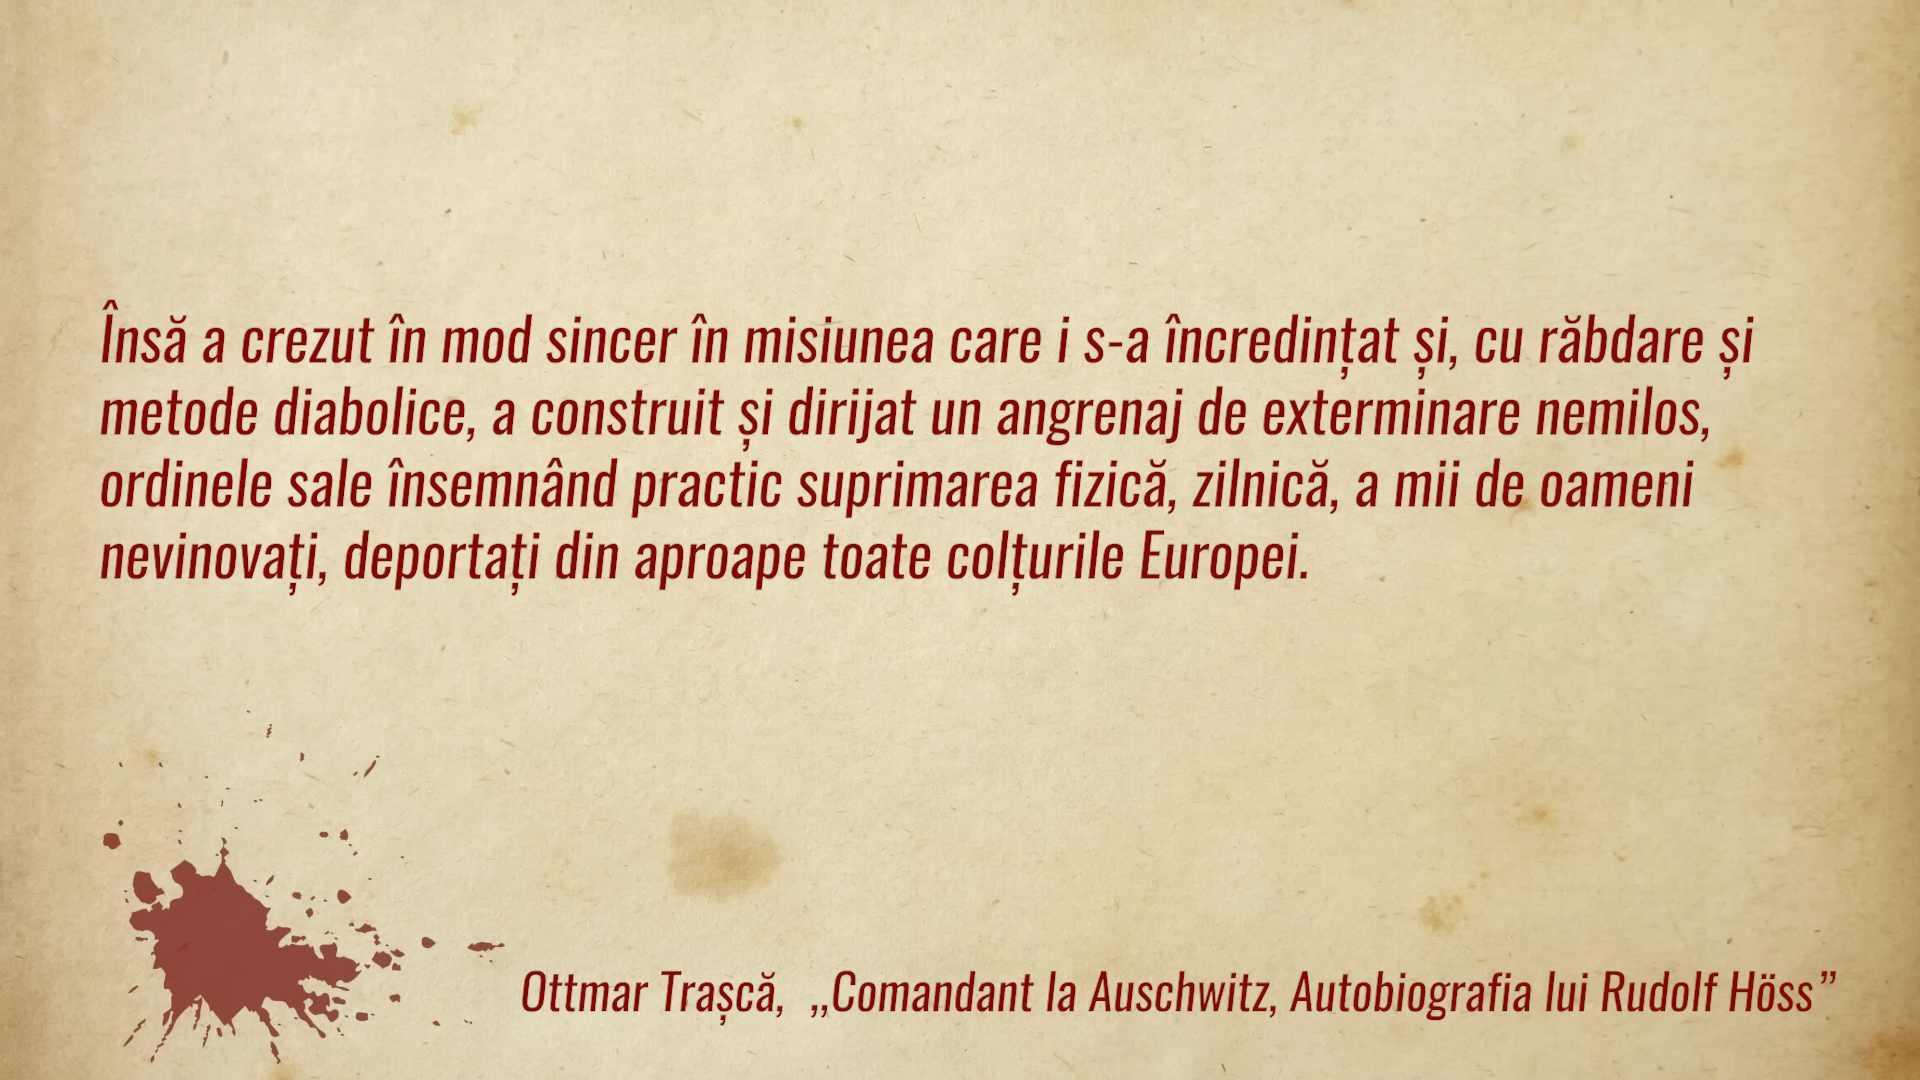 Însă a crezut în mod sincer în misiunea care i s-a încredințat și, cu răbdare și
metode diabolice, a construit și dirijat un angrenaj de exterminare nemilos,
ordinele sale însemnând practic suprimarea fizică, zilnică, a mii de oameni
nevinovați, deportați din aproape toate colțurile Europei.
Ottmar Trașcă, „Comandant la Auschwitz, Autobiografia lui Rudolf Höss”